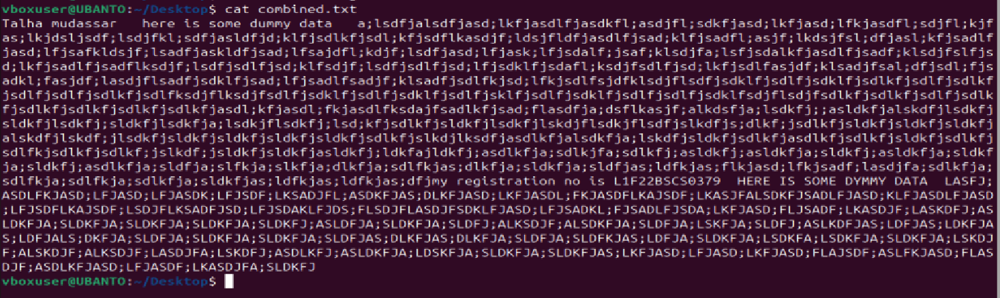 vboxuser@UBANTO:~/Desktop$ cat combined.txt
Talha mudassar   here is some dummy data   a;lsdfjalsdfjasd;lkfjasdlfjasdkfl;asdjfl;sdkfjasd;lkfjasd;lfkjasdfl;sdjfl;kjf
as;lkjdsljsdf;lsdjfkl;sdfjasldfjd;klfjsdlkfjsdl;kfjsdflkasdjf;ldsjfldfjasdlfjsad;klfjsadfl;asjf;lkdsjfsl;dfjasl;kfjsadlf
jasd;lfjsafkldsjf;lsadfjaskldfjsad;lfsajdfl;kdjf;lsdfjasd;lfjask;lfjsdalf;jsaf;klsdjfa;lsfjsdalkfjasdlfjsadf;klsdjfslfjs
d;lkfjsadlfjsadflksdjf;lsdfjsdlfjsd;klfsdjf;lsdfjsdlfjsd;lfjsdklfjsdafl;ksdjfsdlfjsd;lkfjsdlfasjdf;klsadjfsal;dfjsdl;fjs
adkl;fasjdf;lasdjflsadfjsdklfjsad;lfjsadlfsadjf;klsadfjsdlfkjsd;lfkjsdlfsjdfklsdjflsdfjsdklfjsdlfjsdklfjsdlkfjsdlfjsdlkf
jsdlfjsdlfjsdlkfjsdlfksdjflksdjfsdlfjsdklfjsdlfjsdklfjsdlfjsklfjsdlfjsdklfjsdlfjsdlfjsdlkfjsdjflsdjfsdlkfjsdlkfjsdlfjsdlk
fjsdlkfjsdlkfjsdlkfjsdlkfjasdl;kfjasdl;fkjasdlfksdajfsadlkfjsad;flasdfja;dsflkasjf;alkdsfja;lsdkfj;;asldkfjalskdfjlsdkfj
sldkfjlsdkfj;sldkfjlsdkfja;lsdkjflsdkfj;lsd;kfjsdlkfjsldkfjlsdkfjlskdjflskdjflsdfjslkdfjs;dlkf;jsdlkfjsldkfjsldkfjsldkfj
alskdfjlskdf;jlsdkfjsldkfjsldkfjsldkfjsldkfjsldkfjslkdjlksdfjasdlkfjalsdkfja;lskdfjsldkfjsdlkfjasdlkfjsdlkfjsldkfjsdlkfj
sdlfkjsdlkfjsdlkf;jslkdf;jsldkfjsldkfjasldkfj;ldkfajldkfj;asdlkfja;sdlkjfa;sdlkfj;asldkfj;asldkfja;sldkfj;asldkfja;sldkf
ja;sldkfj;asdlkfja;sldfja;slfkja;slkfja;dlkfja;sdlfkjas;dlkfja;sldkfja;sldfjas;ldfkjas;flkjasd;lfkjsadf;lasdjfa;sdlkfja;
sdlfkja;sdlfkja;sdlkfja;sldkfjas;ldfkjas;ldfkjas;dfjmy registration no is L1F22BSCS0379  HERE IS SOME DYMMY DATA  LASFJ;
ASDLFKJASD;LFJASD;LFJASDK;LFJSDF;LKSADJFL;ASDKFJAS;DLKFJASD;LKFJASDL;FKJASDFLKAJSDF;LKASJFALSDKFJSADLFJASD;KLFJASDLFJASD
;LFJSDFLKAJSDF;LSDJFLKSADFJSD;LFJSDAKLFJDS;FLSDJFLASDJFSDKLFJASD;LFJSADKL;FJSADLFJSDA;LKFJASD;FLJSADF;LKASDJF;LASKDFJ;AS
LDKFJA;SLDKFJA;SLDKFJA;SLDKFJA;SLDKFJ;ASLDFJA;SLDKFJA;SLDFJ;ALKSDJF;ALSDKFJA;SLDFJA;LSKFJA;SLDFJ;ASLKDFJAS;LDFJAS;LDKFJA
S;LDFJALS;DKFJA;SLDFJA;SLDKFJA;SLDKFJA;SLDFJAS;DLKFJAS;DLKFJA;SLDFJA;SLDFKJAS;LDFJA;SLDKFJA;LSDKFA;LSDKFJA;SLDKFJA;LSKDJ
F;ALSKDJF;ALKSDJF;LASDJFA;LSKDFJ;ASDLKFJ;ASLDKFJA;LDSKFJA;SLDKFJA;SLDKFJAS;LKFJASD;LFJASD;LKFJASD;FLAJSDF;ASLFKJASD;FLAS
DJF;ASDLKFJASD;LFJASDF;LKASDJFA;SLDKFJ
vboxuser@UBANTO:~/Desktop$